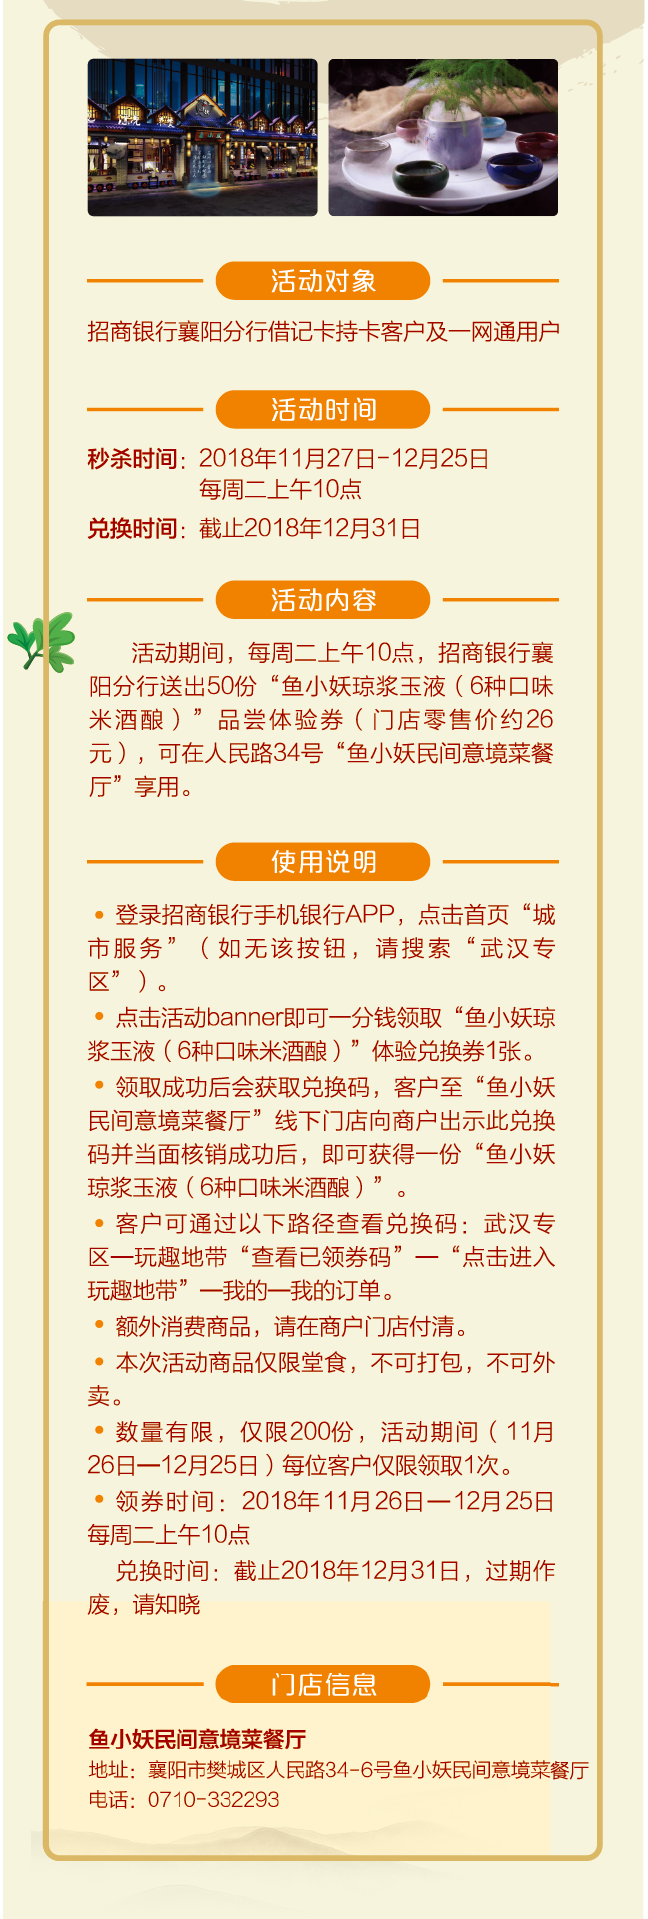 活动对象
招商银行襄阳分行借记卡持卡客户及一网通用户
活动时间
秒杀时间：2018年11月27日-12月25日
每周二上午10点
兑换时间：截止2018年12月31日
活动内容
活动期间，每周二上午10点，招商银行襄
阳分行送出50份“鱼小妖琼浆玉液（6种口味
米酒酿）”品尝体验券（门店零售价约26
元），可在人民路34号“鱼小妖民间意境菜餐
厅”享用。
使用说明
• 登录招商银行手机银行APP，点击首页“城
市服务”（如无该按钮，请搜索“武汉专
区”）。
• 点击活动banner即可一分钱领取“鱼小妖琼
浆玉液（6种口味米酒酿）”体验兑换券1张。
• 领取成功后会获取兑换码，客户至“鱼小妖
民间意境菜餐厅”线下门店向商户出示此兑换
码并当面核销成功后，即可获得一份“鱼小妖
琼浆玉液（6种口味米酒酿）”。
• 客户可通过以下路径查看兑换码：武汉专
区—玩趣地带“查看已领券码”—“点击进入
玩趣地带”—我的—我的订单。
• 额外消费商品，请在商户门店付清。
• 本次活动商品仅限堂食，不可打包，不可外
卖。
• 数量有限，仅限200份，活动期间（11月
26日—12月25日）每位客户仅限领取1次。
• 领券时间：2018年11月26日—12月25日
每周二上午10点
兑换时间：截止2018年12月31日，过期作
废，请知晓
门店信息
鱼小妖民间意境菜餐厅
地址：襄阳市樊城区人民路34-6号鱼小妖民间意境菜餐厅
电话：0710-332293